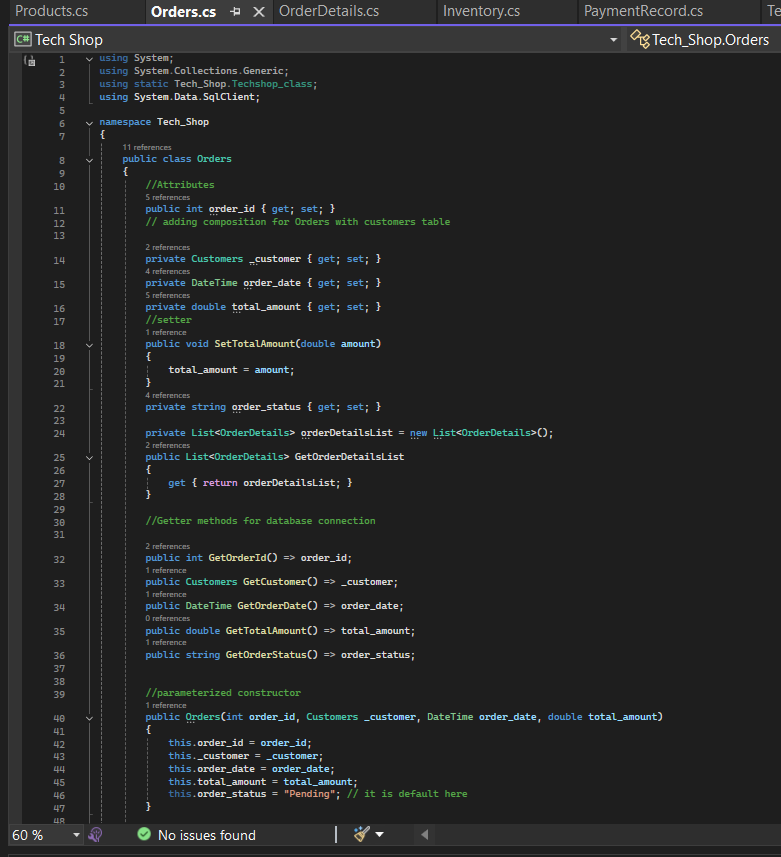 Products.cs Orders.cs OrderDetails.cs Inventory.cs PaymentRecord.cs Te
C# Tech Shop Tech_Shop.Orders
1 using System;
2 using System.Collections.Generic;
3 using static Tech_Shop.Techshop_class;
4 using System.Data.SqlClient;
5
6 namespace Tech_Shop
7 {
11 references
8 public class Orders
9 {
10 //Attributes
5 references
11 public int order_id { get; set; }
12 // adding composition for Orders with customers table
13
2 references
14 private Customers _customer { get; set; }
4 references
15 private DateTime order_date { get; set; }
5 references
16 private double total_amount { get; set; }
17 //setter
1 reference
18 public void SetTotalAmount(double amount)
19 {
20 total_amount = amount;
21 }
4 references
22 private string order_status { get; set; }
23
24 private List<OrderDetails> orderDetailsList = new List<OrderDetails>();
2 references
25 public List<OrderDetails> GetOrderDetailsList
26 {
27 get { return orderDetailsList; }
28 }
29
30 //Getter methods for database connection
31
2 references
32 public int GetOrderId() => order_id;
1 reference
33 public Customers GetCustomer() => _customer;
1 reference
34 public DateTime GetOrderDate() => order_date;
0 references
35 public double GetTotalAmount() => total_amount;
1 reference
36 public string GetOrderStatus() => order_status;
37
38
39 //parameterized constructor
1 reference
40 public Orders(int order_id, Customers _customer, DateTime order_date, double total_amount)
41 {
42 this.order_id = order_id;
43 this._customer = _customer;
44 this.order_date = order_date;
45 this.total_amount = total_amount;
46 this.order_status = "Pending"; // it is default here
47 }
48
60 % No issues found